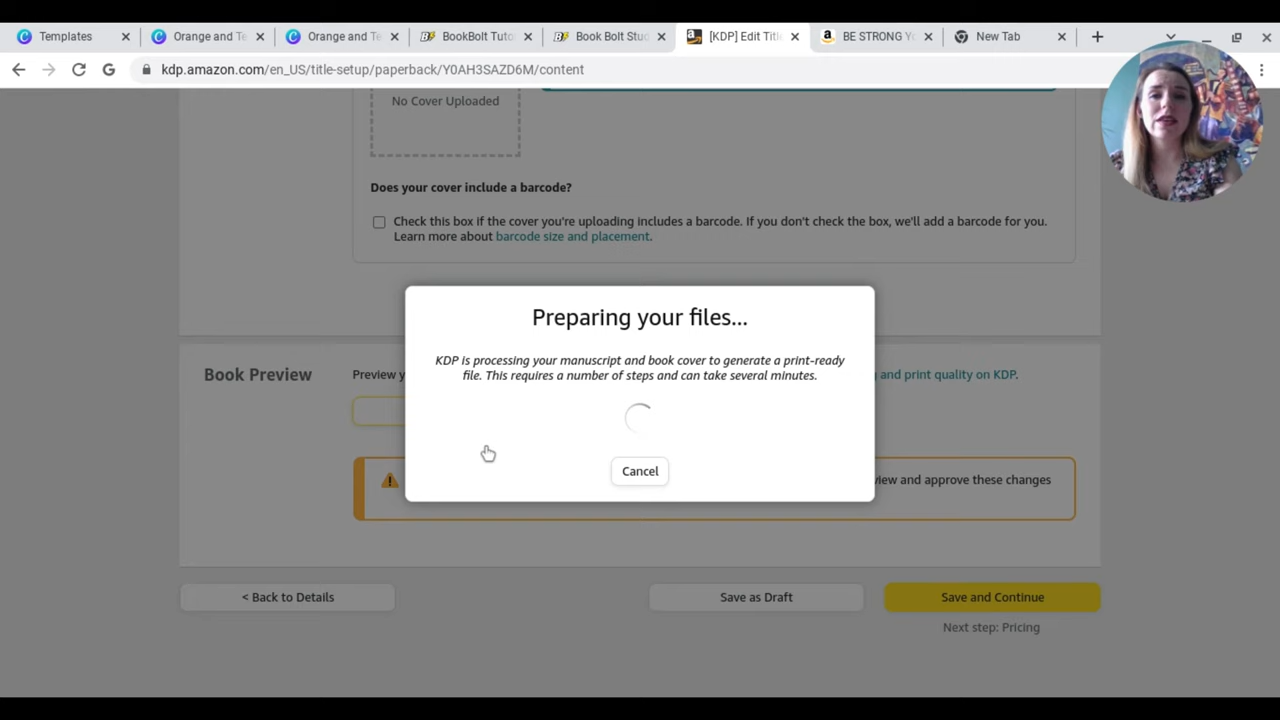 Templates
Orange and Te
Orange and Te
BookBolt Tuto
Book Bolt Stud
[KDP] Edit Title
BE STRONG Yo
New Tab
kdp.amazon.com/en_US/title-setup/paperback/Y0AH3SAZD6M/content
No Cover Uploaded
Does your cover include a barcode?
Check this box if the cover you're uploading includes a barcode. If you don't check the box, we'll add a barcode for you.
Learn more about barcode size and placement.
Preparing your files...
KDP is processing your manuscript and book cover to generate a print-ready
file. This requires a number of steps and can take several minutes.
Cancel
Book Preview
Preview y
and print quality on KDP.
view and approve these changes
< Back to Details
Save as Draft
Save and Continue
Next step: Pricing